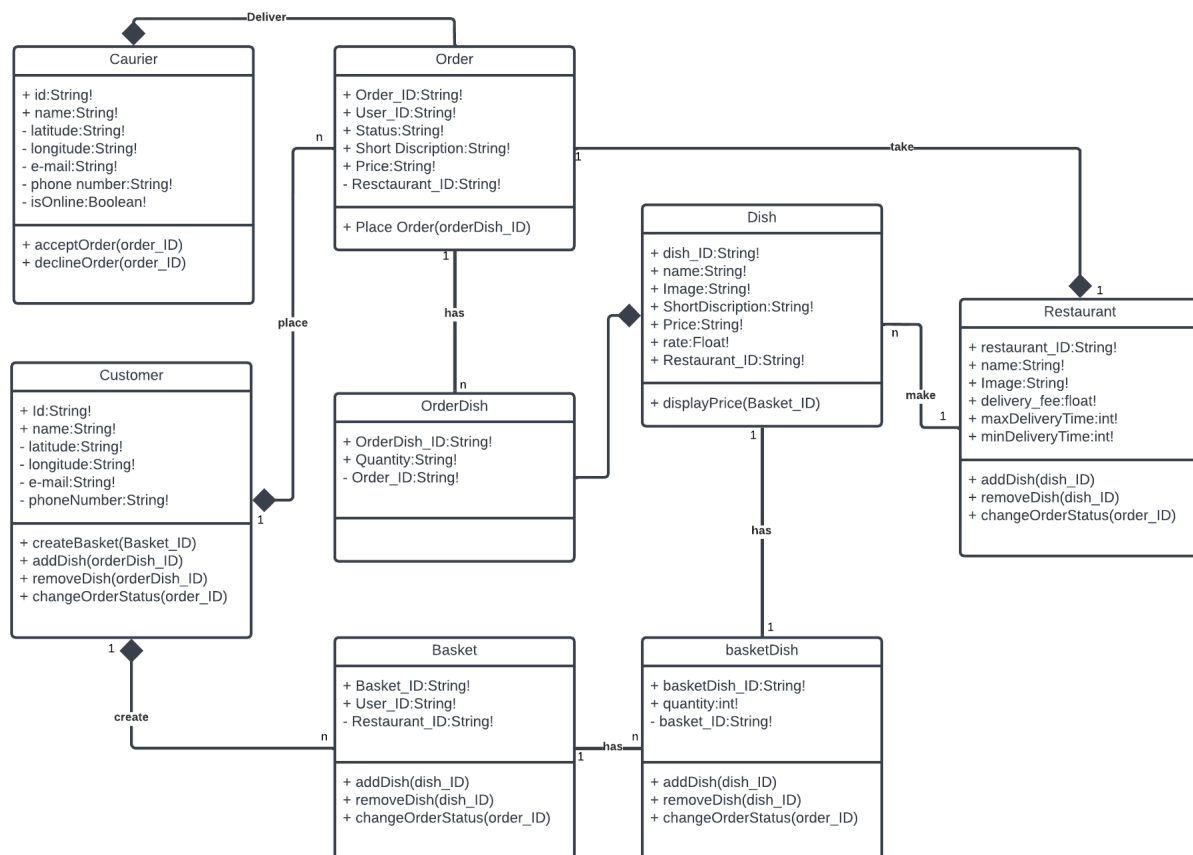 Deliver
Caurier
+ id:String!
+ name:String!
- latitude:String!
- longitude:String!
- e-mail:String!
- phone number:String!
- isOnline:Boolean!
+ acceptOrder(order_ID)
+ declineOrder(order_ID)
Order
+ Order_ID:String!
+ User_ID:String!
+ Status:String!
+ Short Discription:String!
+ Price:String!
- Resctaurant_ID:String!
+ Place Order(orderDish_ID)
n
1
take
1
place
1
has
n
Dish
+ dish_ID:String!
+ name:String!
+ Image:String!
+ ShortDiscription:String!
+ Price:String!
+ rate:Float!
+ Restaurant_ID:String!
+ displayPrice(Basket_ID)
n
make
1
Restaurant
+ restaurant_ID:String!
+ name:String!
+ Image:String!
+ delivery_fee:float!
+ maxDeliveryTime:int!
+ minDeliveryTime:int!
+ addDish(dish_ID)
+ removeDish(dish_ID)
+ changeOrderStatus(order_ID)
Customer
+ Id:String!
+ name:String!
- latitude:String!
- longitude:String!
- e-mail:String!
- phoneNumber:String!
+ createBasket(Basket_ID)
+ addDish(orderDish_ID)
+ removeDish(orderDish_ID)
+ changeOrderStatus(order_ID)
1
OrderDish
+ OrderDish_ID:String!
+ Quantity:String!
- Order_ID:String!
1
has
1
1
create
n
Basket
+ Basket_ID:String!
+ User_ID:String!
- Restaurant_ID:String!
+ addDish(dish_ID)
+ removeDish(dish_ID)
+ changeOrderStatus(order_ID)
1
has
n
basketDish
+ basketDish_ID:String!
+ quantity:int!
- basket_ID:String!
+ addDish(dish_ID)
+ removeDish(dish_ID)
+ changeOrderStatus(order_ID)